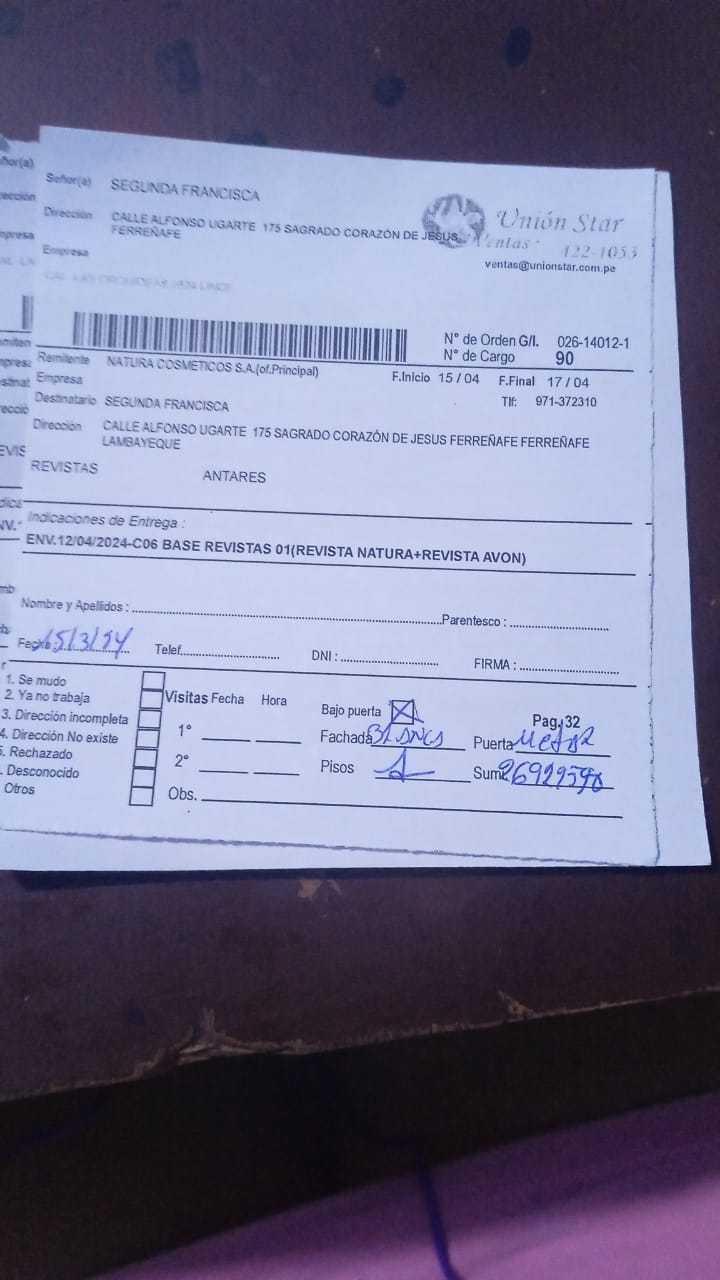 Señor(a) SEGUNDA FRANCISCA
Dirección CALLE ALFONSO UGARTE 175 SAGRADO CORAZÓN DE JESUS
FERREÑAFE
Empresa
Unión Star
Ventas: 422-1053
ventas@unionstar.com.pe
N° de Orden G/I. 026-14012-1
N° de Cargo 90
Remitente NATURA COSMETICOS S.A.(of.Principal)
Empresa
F.Inicio 15 / 04 F.Final 17 / 04
Destinatario SEGUNDA FRANCISCA
Tlf: 971-372310
Dirección CALLE ALFONSO UGARTE 175 SAGRADO CORAZÓN DE JESUS FERREÑAFE FERREÑAFE
LAMBAYEQUE
REVISTAS ANTARES
Indicaciones de Entrega :
ENV.12/04/2024-C06 BASE REVISTAS 01(REVISTA NATURA+REVISTA AVON)
Nombre y Apellidos : Parentesco :
Fecha Telef. DNI : FIRMA :
1. Se mudo
2. Ya no trabaja
3. Dirección incompleta
4. Dirección No existe
5. Rechazado
Desconocido
Otros
Visitas Fecha Hora
1°
2°
Obs.
Bajo puerta X
Pag. 32
Fachada Puerta
Pisos 1 Sum